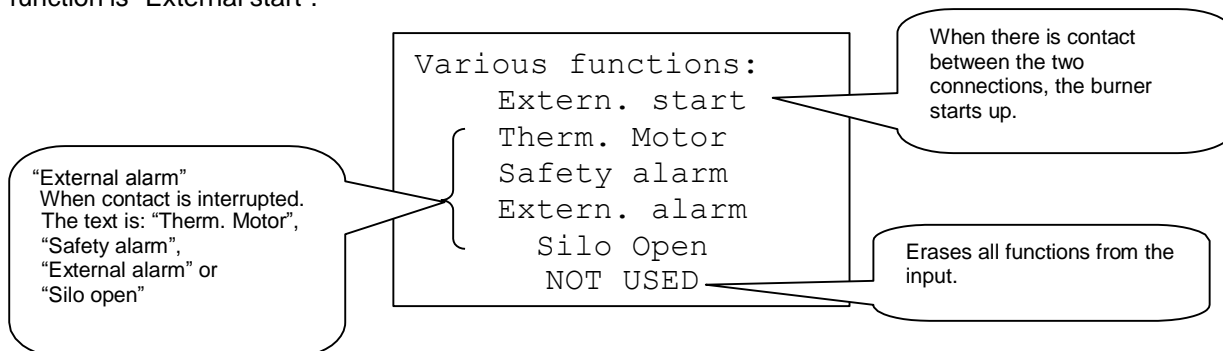 function is “External start”.
Various functions:
Extern. start
Therm. Motor
Safety alarm
Extern. alarm
Silo Open
NOT USED
When there is contact
between the two
connections, the burner
starts up.
“External alarm”
When contact is interrupted.
The text is: “Therm. Motor”,
“Safety alarm”,
“External alarm” or
“Silo open”
Erases all functions from the
input.